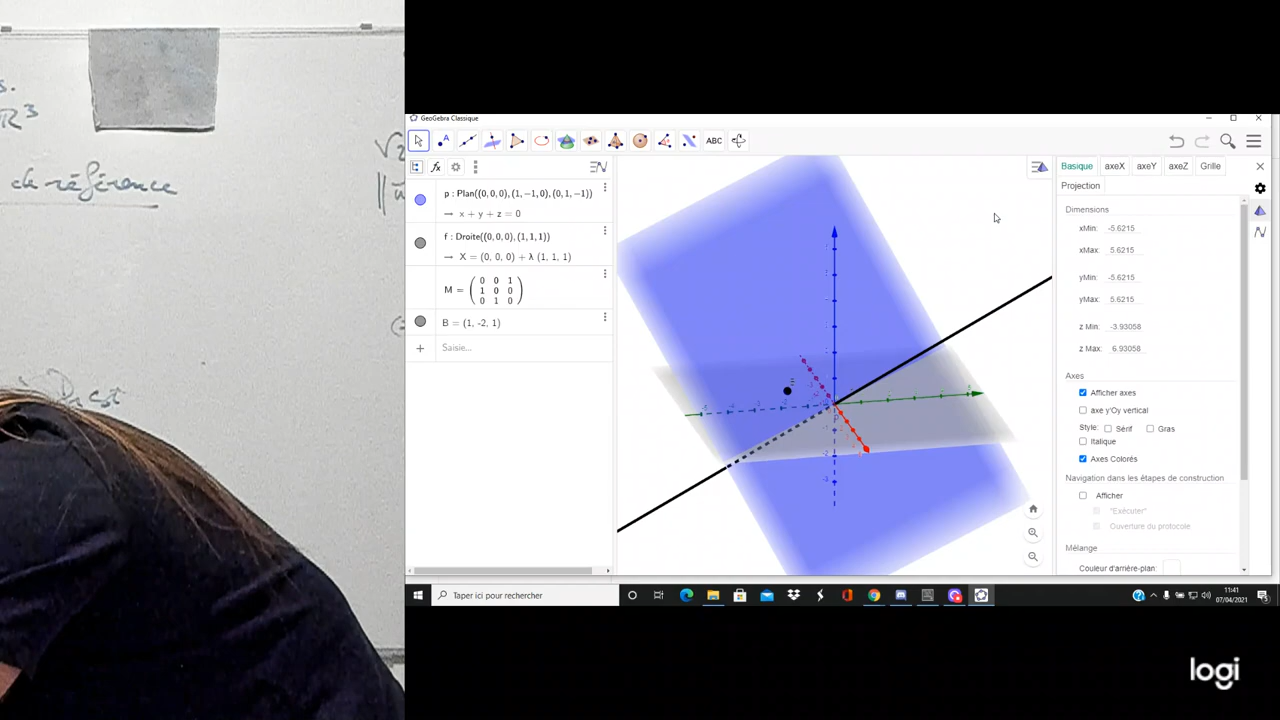 s.
R^3
de référence
√2
D est
GeoGebra Classique
ABC
Basique axeX axeY axeZ Grille
Projection
p : Plan((0,0,0),(1,−1,0),(0,1,−1))
→ x + y + z = 0
f : Droite((0,0,0),(1,1,1))
→ X = (0, 0, 0) + λ (1, 1, 1)
M = ( 0 0 1
1 0 0
0 1 0 )
B = (1, -2, 1)
Saisie...
Dimensions
xMin: -5.6215
xMax: 5.6215
yMin: -5.6215
yMax: 5.6215
z Min: -3.93058
z Max: 6.93058
Axes
Afficher axes
axe y'Oy vertical
Style: Sérif Gras
Italique
Axes Colorés
Navigation dans les étapes de construction
Afficher
"Exécuter"
Ouverture du protocole
Mélange
Couleur d'arrière-plan:
Taper ici pour rechercher
11:41
07/04/2021
logi